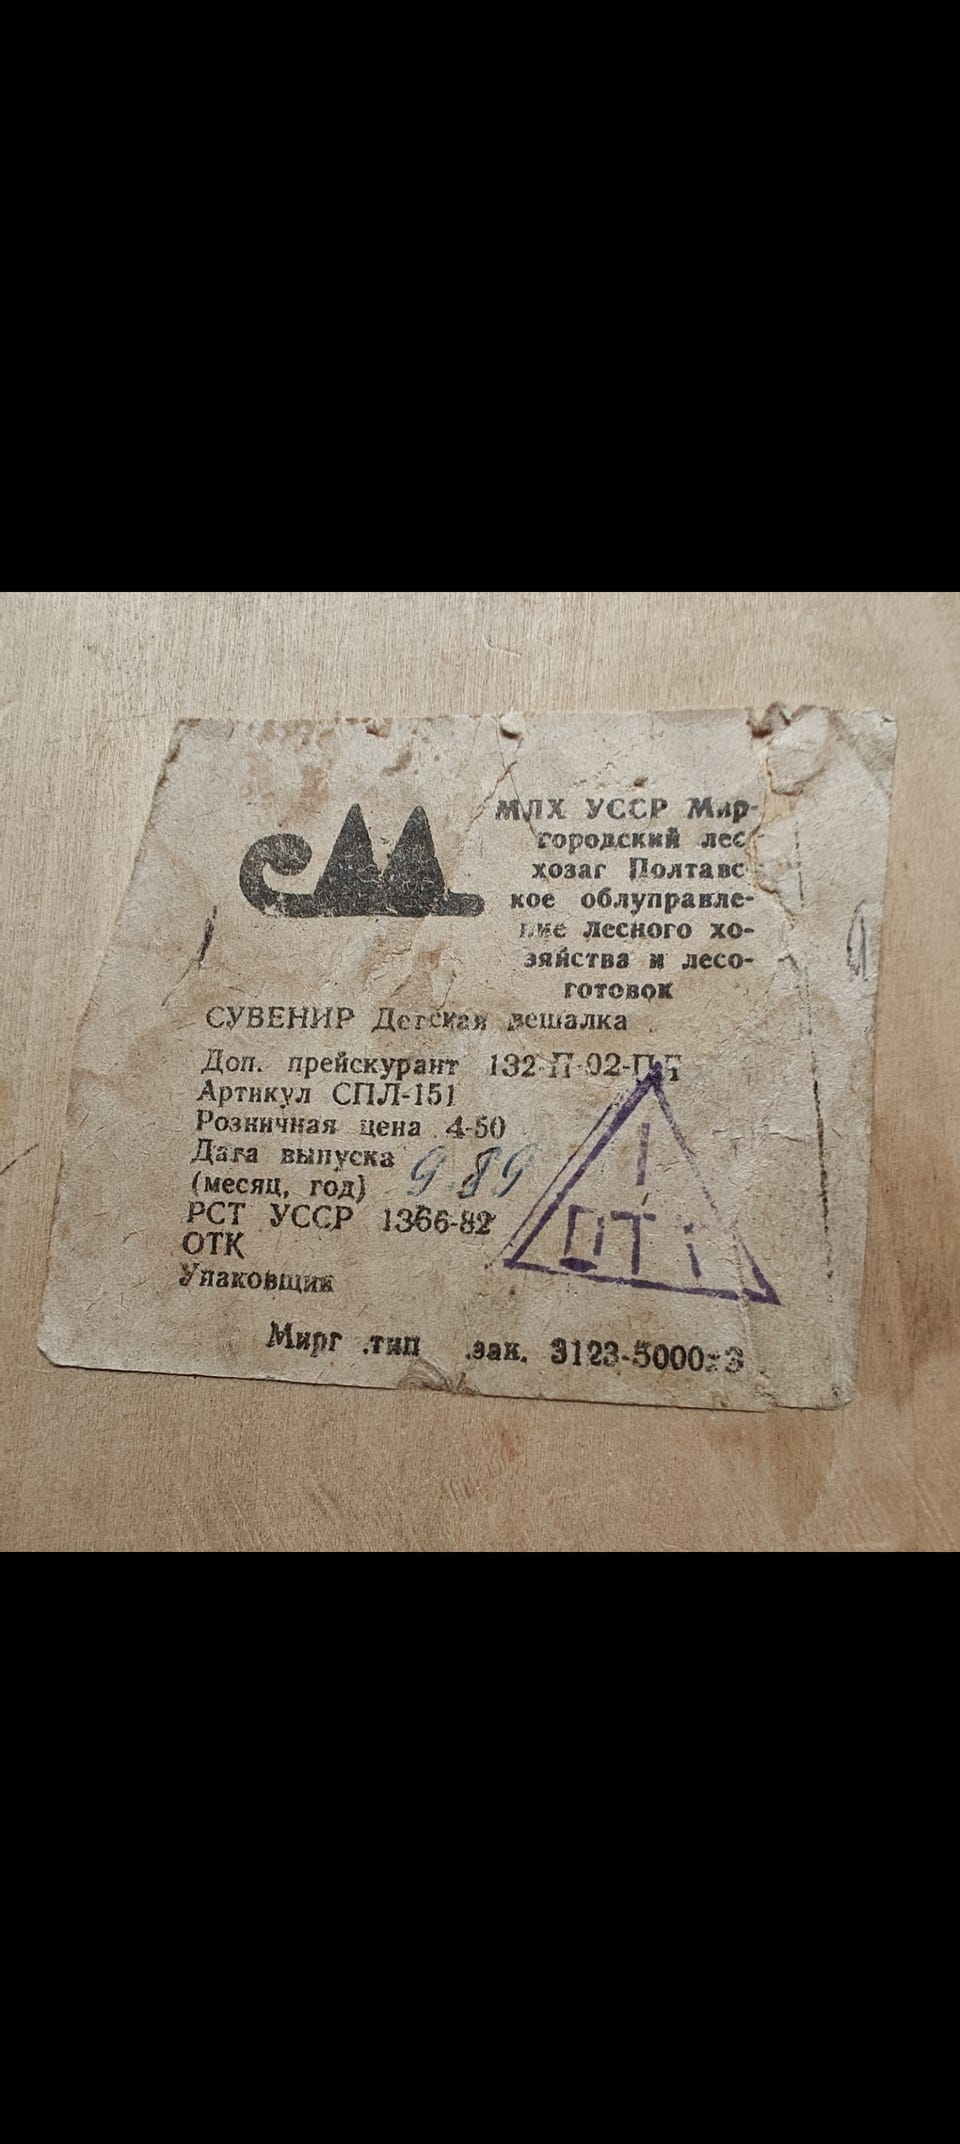 МЛХ УССР Мир-
городский лес
хозаг Полтавс
кое облуправле-
ние лесного хо-
зяйства и лесо-
готовок
СУВЕНИР Детская вешалка
Доп. прейскурант 132-П-02-
Артикул СПЛ-151
Розничная цена 4-50
Дата выпуска 9 89
(месяц, год)
РСТ УССР 1366-82
1
ОТК
Упаковщик
Мирг .тип .зак. 3123-5000х3